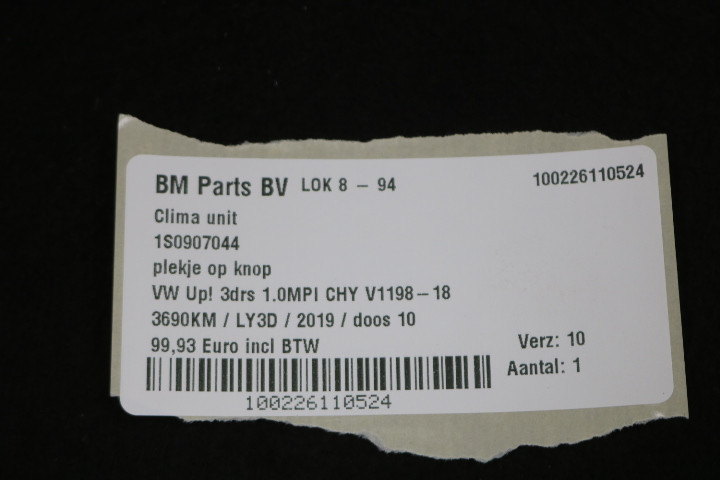 BM Parts BV LOK 8 - 94 100226110524
Clima unit
1S0907044
plekje op knop
VW Up! 3drs 1.0MPI CHY V1198-18
3690KM / LY3D / 2019 / doos 10
99,93 Euro incl BTW
Verz: 10
Aantal: 1
100226110524